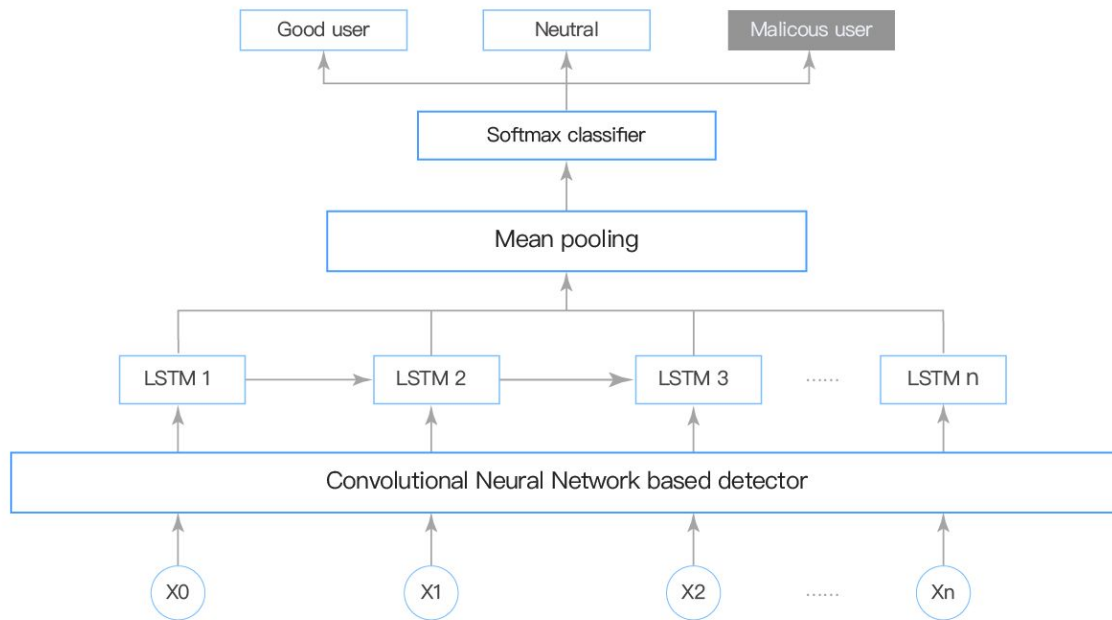 Good user
Neutral
Malicous user
Softmax classifier
Mean pooling
LSTM 1
LSTM 2
LSTM 3
......
LSTM n
Convolutional Neural Network based detector
X0
X1
X2
......
Xn